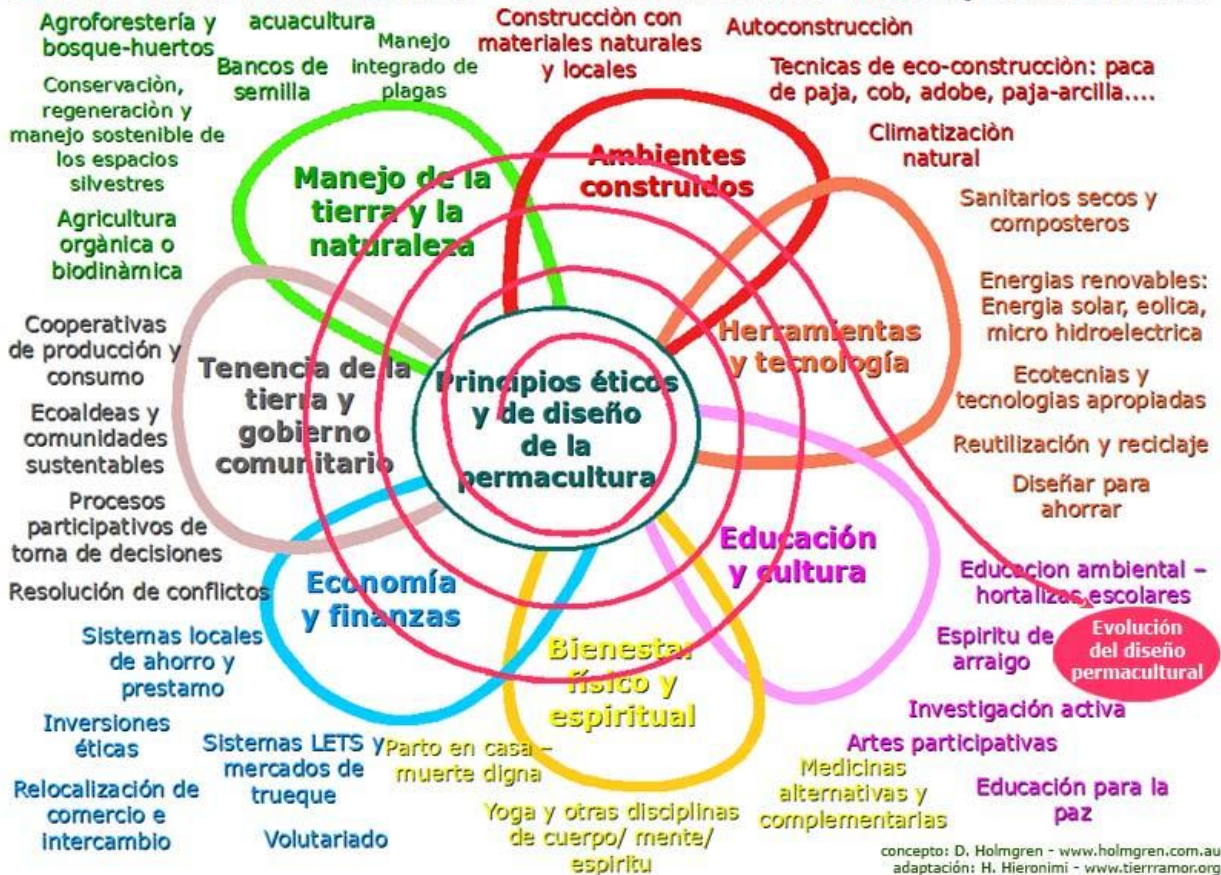 Agroforestería y
bosque-huertos
acuacultura
Bancos de
semilla
Manejo
integrado de
plagas
Conservaciòn,
regeneraciòn y
manejo sostenible de
los espacios
silvestres
Agricultura
orgànica o
biodinàmica
Manejo de la
tierra y la
naturaleza
Construcciòn con
materiales naturales
y locales
Autoconstrucciòn
Tecnicas de eco-construcciòn: paca
de paja, cob, adobe, paja-arcilla....
Climatizaciòn
natural
Ambientes
construidos
Sanitarios secos y
composteros
Energias renovables:
Energia solar, eolica,
micro hidroelectrica
Ecotecnias y
tecnologias apropiadas
Reutilización y reciclaje
Diseñar para
ahorrar
Herramientas
y tecnología
Principios éticos
y de diseño
de la
permacultura
Cooperativas
de producción y
consumo
Ecoaldeas y
comunidades
sustentables
Procesos
participativos de
toma de decisiones
Resolución de conflictos
Tenencia de la
tierra y
gobierno
comunitario
Educación
y cultura
Educacion ambiental –
hortalizas escolares
Espiritu de
arraigo
Investigación activa
Artes participativas
Educación para la
paz
Evolución
del diseño
permacultural
Economía
y finanzas
Sistemas locales
de ahorro y
prestamo
Inversiones
éticas
Sistemas LETS y
mercados de
trueque
Relocalización de
comercio e
intercambio
Volutariado
Bienestar
físico y
espiritual
Parto en casa –
muerte digna
Yoga y otras disciplinas
de cuerpo/ mente/
espiritu
Medicinas
alternativas y
complementarias
concepto: D. Holmgren - www.holmgren.com.au
adaptación: H. Hieronimi - www.tierramor.org